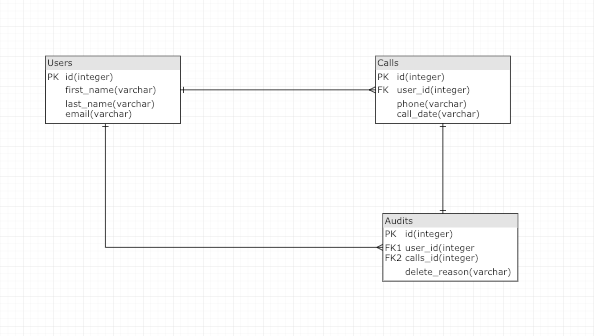 Users
PK id(integer)
first_name(varchar)
last_name(varchar)
email(varchar)
Calls
PK id(integer)
FK user_id(integer)
phone(varchar)
call_date(varchar)
Audits
PK id(integer)
FK1 user_id(integer
FK2 calls_id(integer)
delete_reason(varchar)